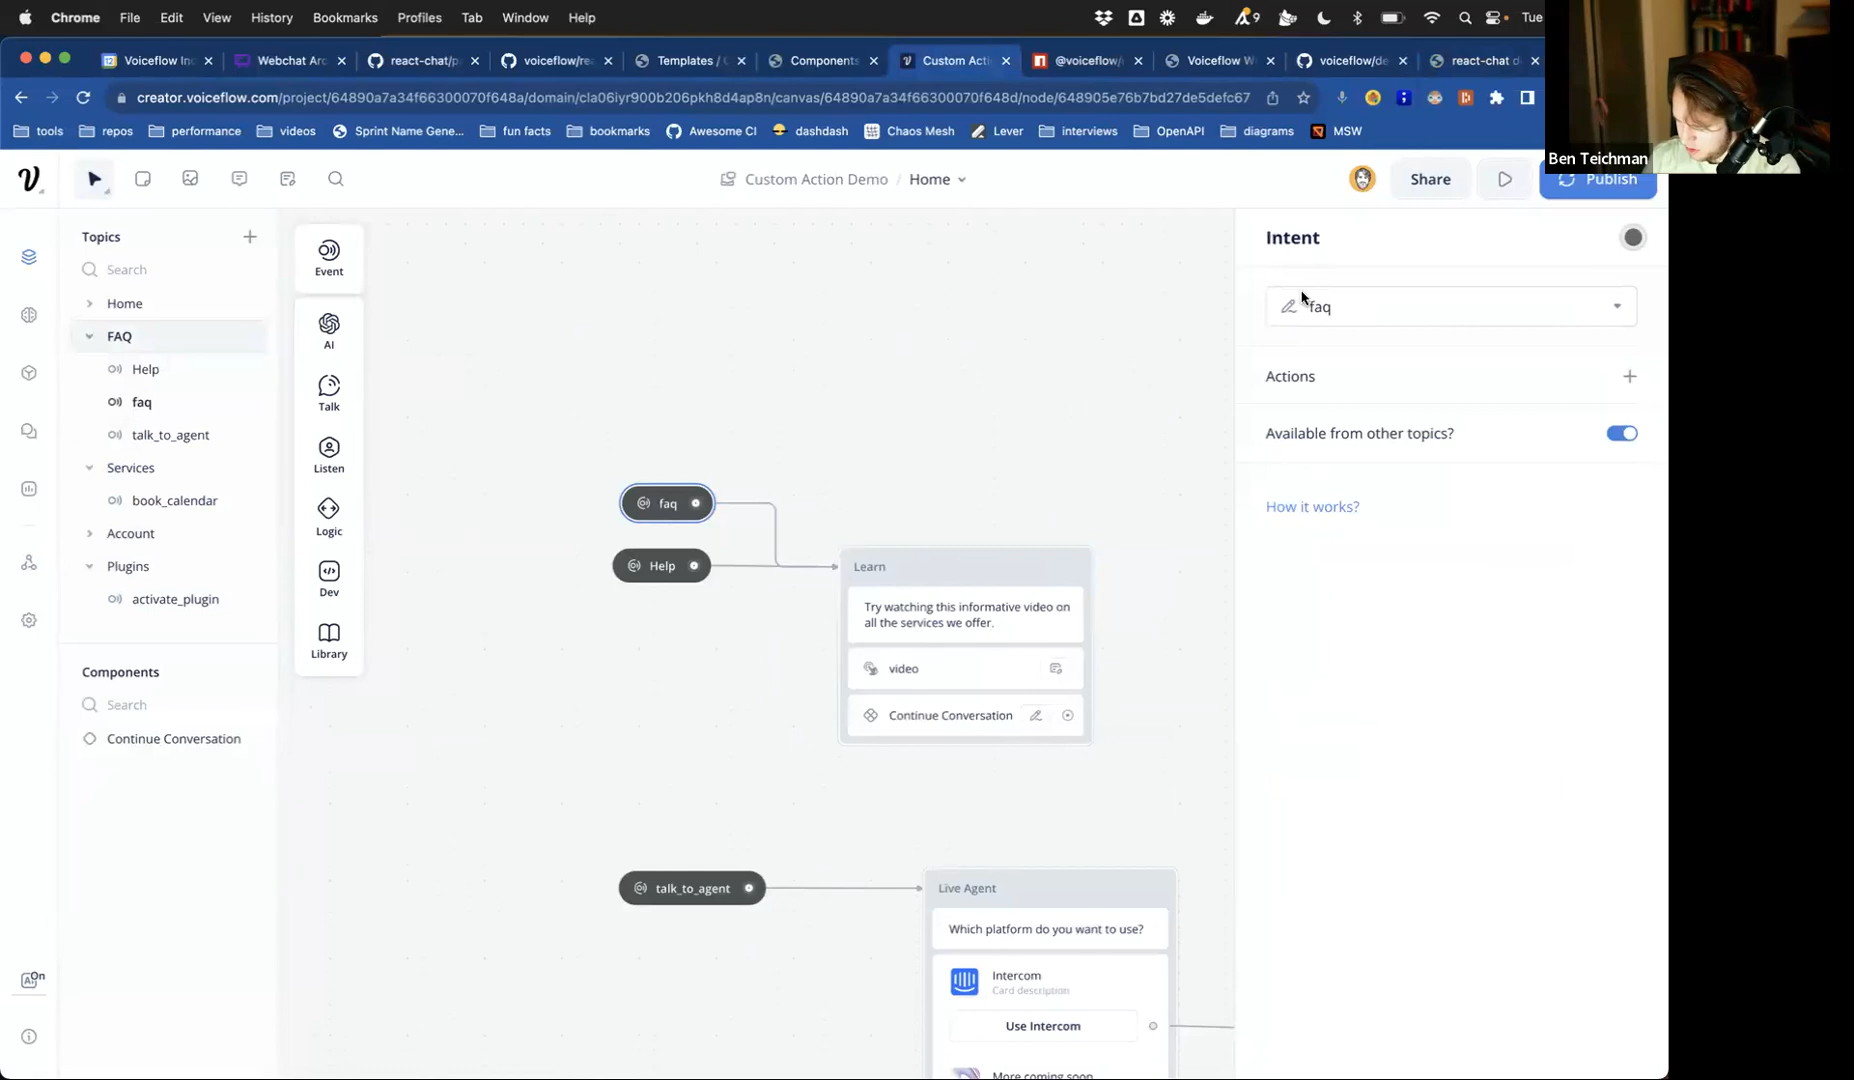 Chrome File Edit View History Bookmarks Profiles Tab Window Help 9 Tue
12 Voiceflow Inc Webchat Arc react-chat/p voiceflow/re Templates / Components Custom Acti @voiceflow/ Voiceflow W voiceflow/de react-chat d
creator.voiceflow.com/project/64890a7a34f66300070f648a/domain/cla06iyr900b206pkh8d4ap8n/canvas/64890a7a34f66300070f648d/node/648905e76b7bd27de5defc67
tools repos performance videos Sprint Name Gene... fun facts bookmarks Awesome CI dashdash Chaos Mesh Lever interviews OpenAPI diagrams MSW
Ben Teichman
Custom Action Demo / Home
Share
Publish
Topics
Search
Home
FAQ
Help
faq
talk_to_agent
Services
book_calendar
Account
Plugins
activate_plugin
Components
Search
Continue Conversation
On
Event
AI
Talk
Listen
Logic
Dev
Library
faq
Help
Learn
Try watching this informative video on
all the services we offer.
video
Continue Conversation
talk_to_agent
Live Agent
Which platform do you want to use?
Intercom
Card description
Use Intercom
More coming soon
Intent
faq
Actions
Available from other topics?
How it works?